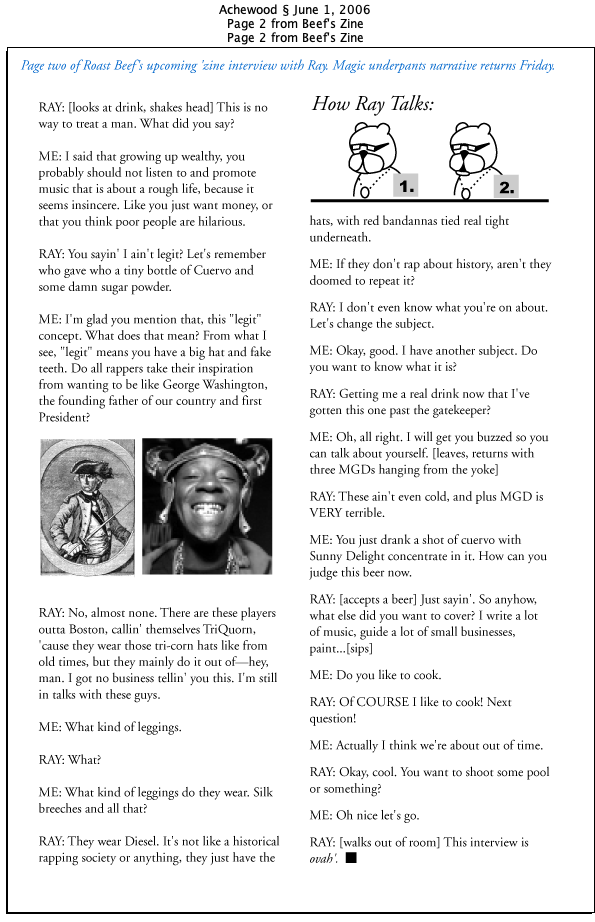 Achewood § June 1, 2006
Page 2 from Beef's Zine
Page 2 from Beef's Zine
Page two of Roast Beef's upcoming 'zine interview with Ray. Magic underpants narrative returns Friday.
RAY: [looks at drink, shakes head] This is no
way to treat a man. What did you say?
ME: I said that growing up wealthy, you
probably should not listen to and promote
music that is about a rough life, because it
seems insincere. Like you just want money, or
that you think poor people are hilarious.
RAY: You sayin' I ain't legit? Let's remember
who gave who a tiny bottle of Cuervo and
some damn sugar powder.
ME: I'm glad you mention that, this "legit"
concept. What does that mean? From what I
see, "legit" means you have a big hat and fake
teeth. Do all rappers take their inspiration
from wanting to be like George Washington,
the founding father of our country and first
President?
RAY: No, almost none. There are these players
outta Boston, callin' themselves TriQuorn,
'cause they wear those tri-corn hats like from
old times, but they mainly do it out of—hey,
man. I got no business tellin' you this. I'm still
in talks with these guys.
ME: What kind of leggings.
RAY: What?
ME: What kind of leggings do they wear. Silk
breeches and all that?
RAY: They wear Diesel. It's not like a historical
rapping society or anything, they just have the
How Ray Talks:
1.
2.
hats, with red bandannas tied real tight
underneath.
ME: If they don't rap about history, aren't they
doomed to repeat it?
RAY: I don't even know what you're on about.
Let's change the subject.
ME: Okay, good. I have another subject. Do
you want to know what it is?
RAY: Getting me a real drink now that I've
gotten this one past the gatekeeper?
ME: Oh, all right. I will get you buzzed so you
can talk about yourself. [leaves, returns with
three MGDs hanging from the yoke]
RAY: These ain't even cold, and plus MGD is
VERY terrible.
ME: You just drank a shot of cuervo with
Sunny Delight concentrate in it. How can you
judge this beer now.
RAY: [accepts a beer] Just sayin'. So anyhow,
what else did you want to cover? I write a lot
of music, guide a lot of small businesses,
paint...[sips]
ME: Do you like to cook.
RAY: Of COURSE I like to cook! Next
question!
ME: Actually I think we're about out of time.
RAY: Okay, cool. You want to shoot some pool
or something?
ME: Oh nice let's go.
RAY: [walks out of room] This interview is
ovah'.